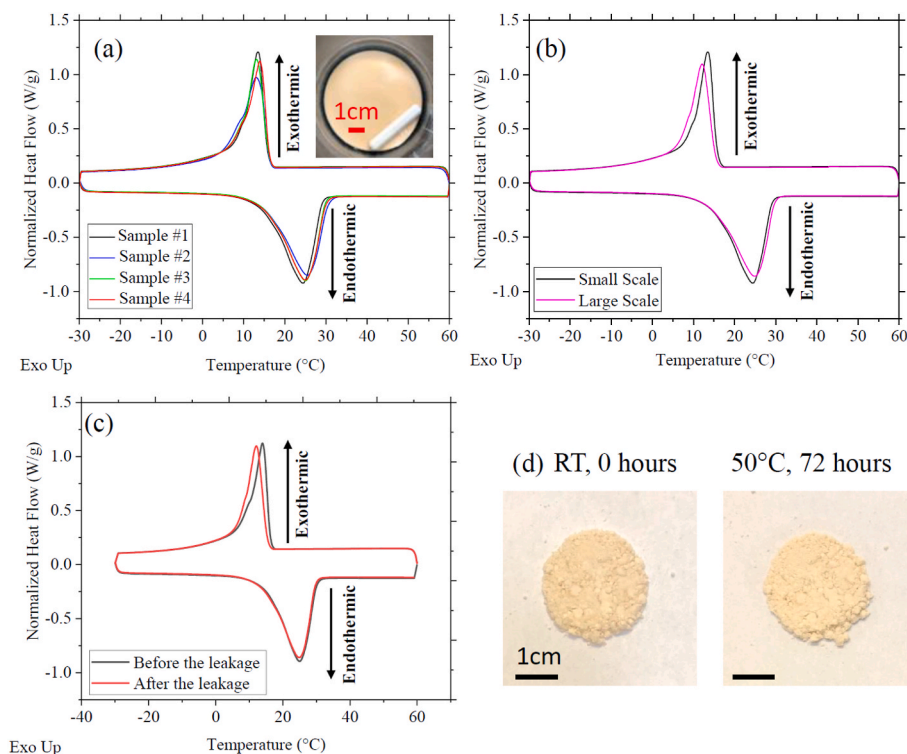 (a)
1.5
1.0
0.5
0.0
-0.5
-1.0
Normalized Heat Flow (W/g)
Exothermic
Endothermic
1cm
Sample #1
Sample #2
Sample #3
Sample #4
-30 -20 -10 0 10 20 30 40 50 60
Exo Up
Temperature (°C)
(b)
1.5
1.0
0.5
0.0
-0.5
-1.0
Normalized Heat Flow (W/g)
Exothermic
Endothermic
Small Scale
Large Scale
-30 -20 -10 0 10 20 30 40 50 60
Exo Up
Temperature (°C)
(c)
1.5
1.0
0.5
0.0
-0.5
-1.0
Normalized Heat Flow (W/g)
Exothermic
Endothermic
Before the leakage
After the leakage
-40 -20 0 20 40 60
Exo Up
Temperature (°C)
(d) RT, 0 hours
50°C, 72 hours
1cm